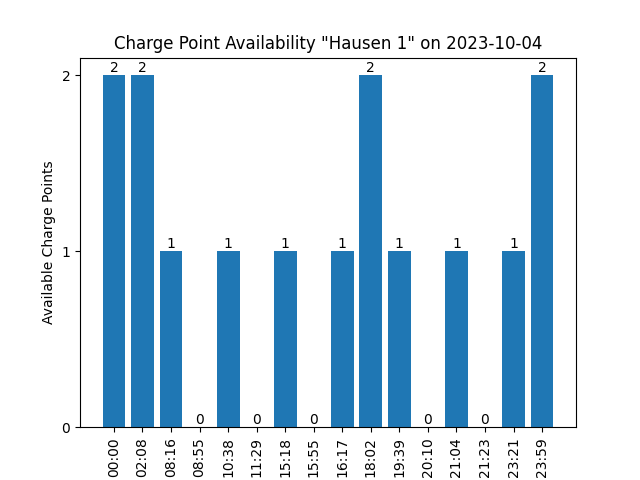 Charge Point Availability "Hausen 1" on 2023-10-04
Available Charge Points
2
1
0
2 2 1 0 1 0 1 0 1 2 1 0 1 0 1 2
00:00 02:08 08:16 08:55 10:38 11:29 15:18 15:55 16:17 18:02 19:39 20:10 21:04 21:23 23:21 23:59